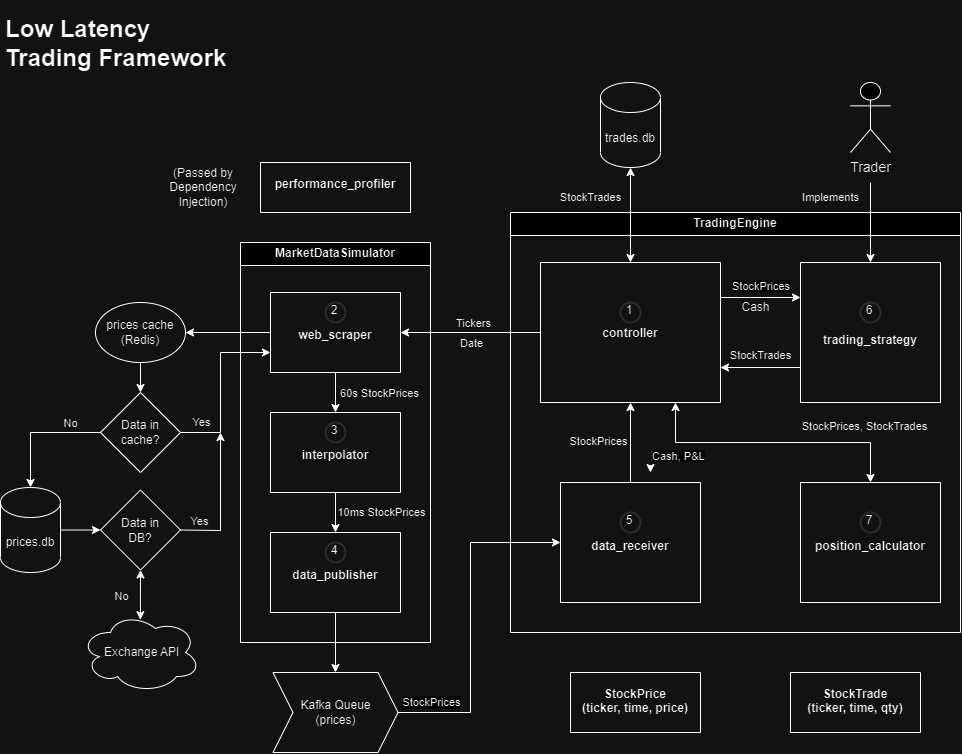 Low Latency
Trading Framework
trades.db
Trader
(Passed by
Dependency
Injection)
performance_profiler
StockTrades
Implements
TradingEngine
MarketDataSimulator
2
web_scraper
prices cache
(Redis)
Tickers
Date
1
controller
StockPrices
Cash
StockTrades
6
trading_strategy
60s StockPrices
No
Data in
cache?
Yes
3
interpolator
StockPrices
Cash, P&L
StockPrices, StockTrades
10ms StockPrices
prices.db
Data in
DB?
Yes
4
data_publisher
5
data_receiver
7
position_calculator
No
Exchange API
Kafka Queue
(prices)
StockPrices
StockPrice
(ticker, time, price)
StockTrade
(ticker, time, qty)